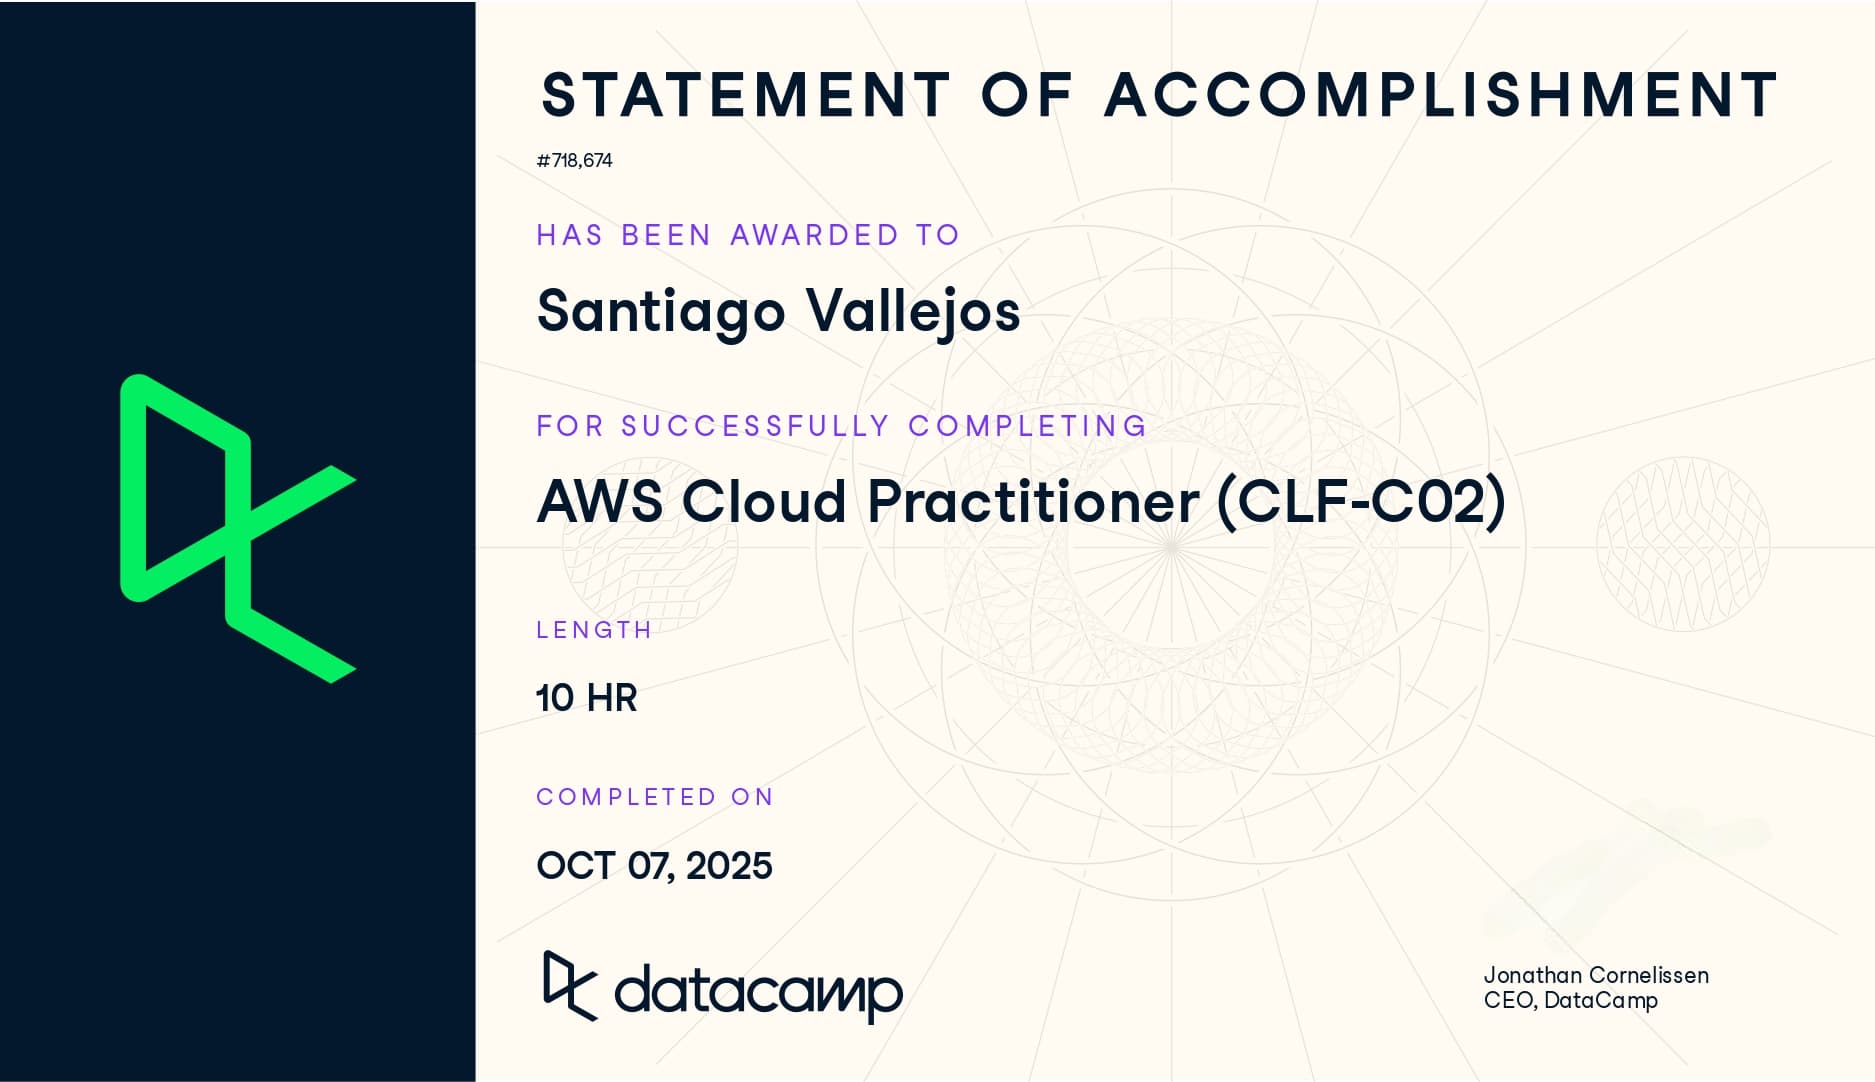 STATEMENT OF ACCOMPLISHMENT
#718,674
HAS BEEN AWARDED TO
Santiago Vallejos
FOR SUCCESSFULLY COMPLETING
AWS Cloud Practitioner (CLF-C02)
LENGTH
10 HR
COMPLETED ON
OCT 07, 2025
datacamp
Jonathan Cornelissen
CEO, DataCamp